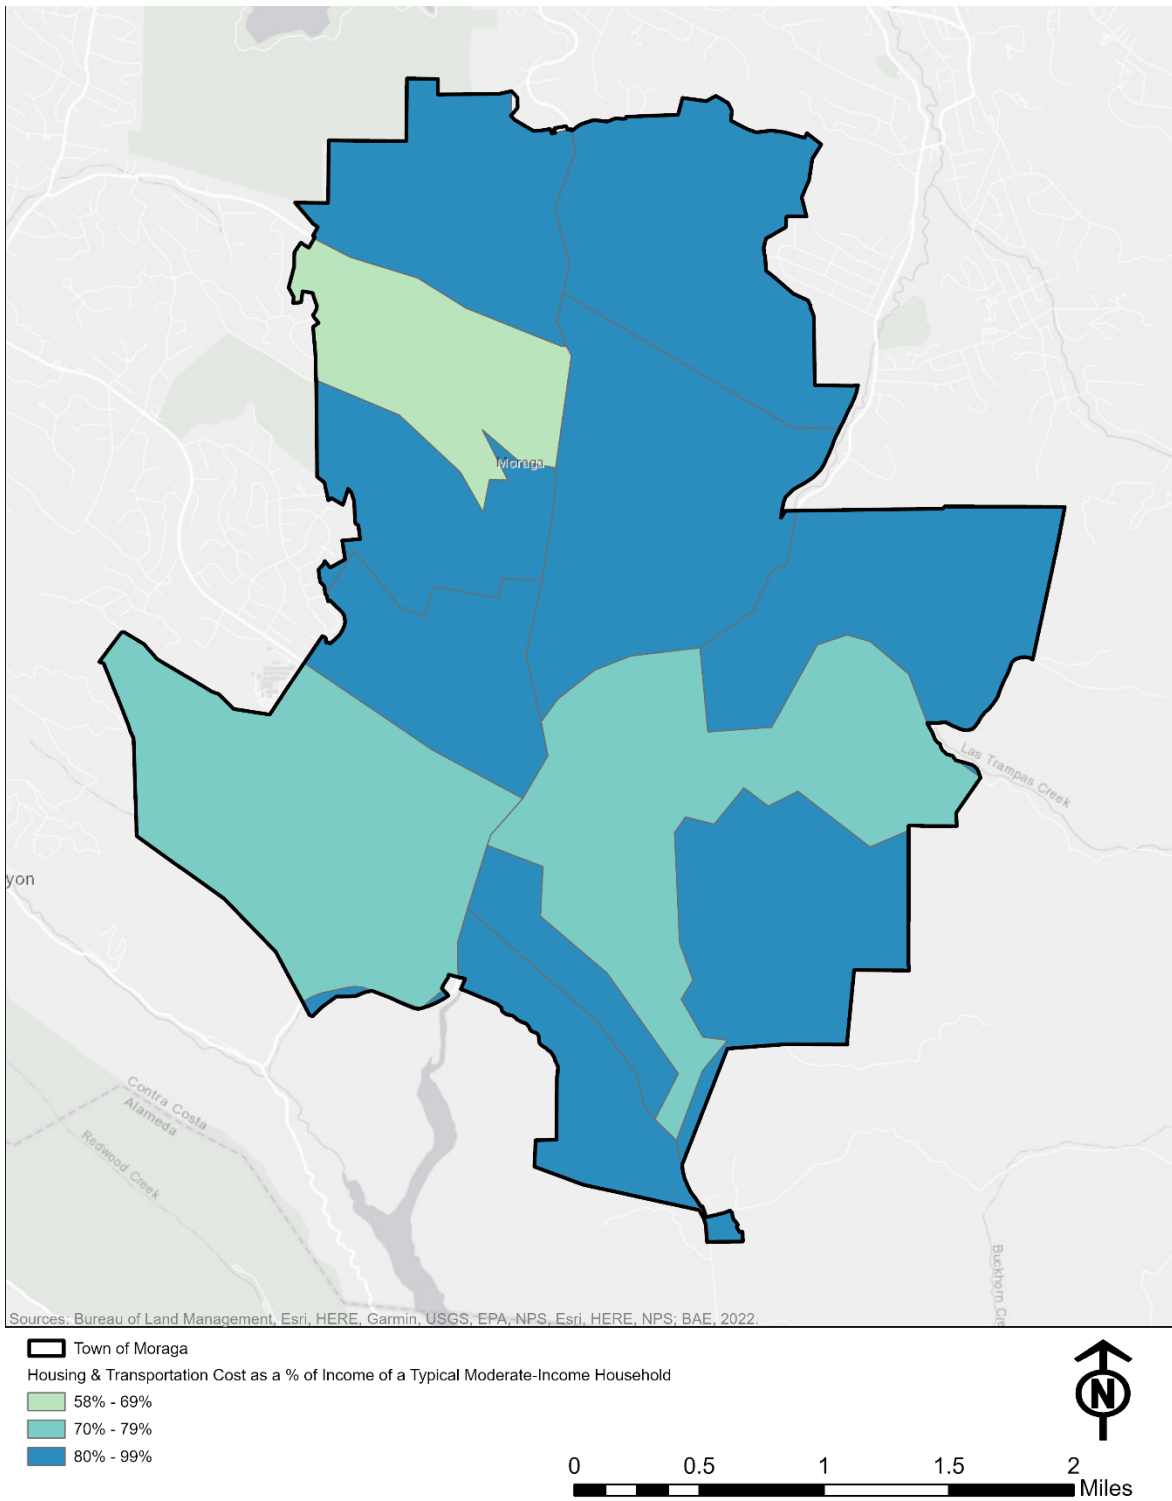 Moraga
Las Trampas Creek
yon
Contra Costa
Alameda
Redwood Creek
Buckhorn Cre
Sources: Bureau of Land Management, Esri, HERE, Garmin, USGS, EPA, NPS, Esri, HERE, NPS; BAE, 2022.
Town of Moraga
Housing & Transportation Cost as a % of Income of a Typical Moderate-Income Household
58% - 69%
70% - 79%
80% - 99%
N
0 0.5 1 1.5 2
Miles